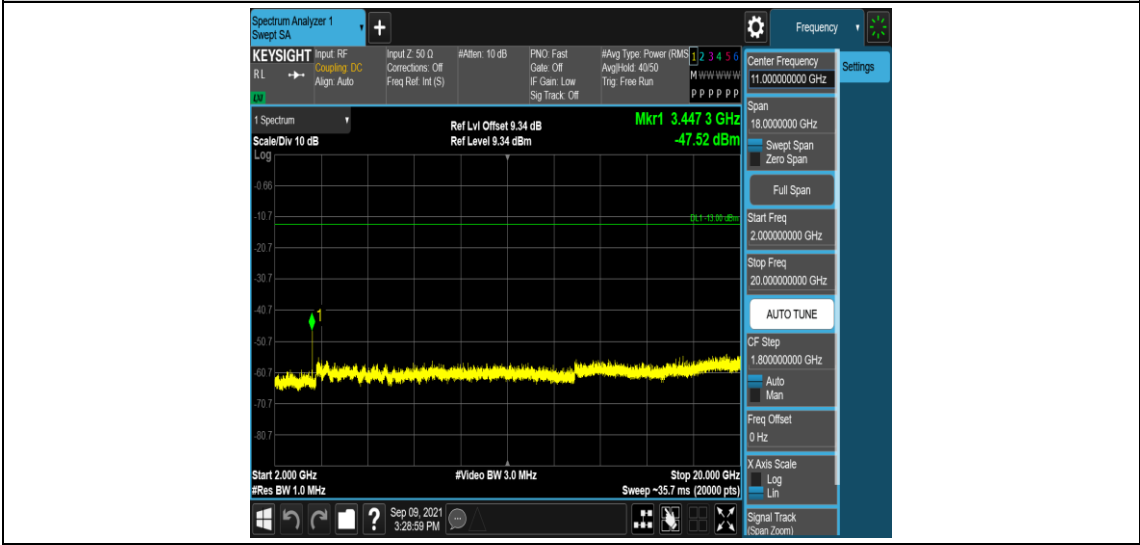 Spectrum Analyzer 1
Swept SA
+
Frequency
KEYSIGHT
RL
LXI
Input: RF
Coupling: DC
Align: Auto
Input Z: 50 Ω
Corrections: Off
Freq Ref: Int (S)
#Atten: 10 dB
PNO: Fast
Gate: Off
IF Gain: Low
Sig Track: Off
#Avg Type: Power (RMS
Avg|Hold: 40/50
Trig: Free Run
1 2 3 4 5 6
M W W W W W
P P P P P P
1 Spectrum
Scale/Div 10 dB
Log
Ref Lvl Offset 9.34 dB
Ref Level 9.34 dBm
Mkr1 3.447 3 GHz
-47.52 dBm
-0.66
-10.7
DL1 -13.00 dBm
-20.7
-30.7
-40.7
1
-50.7
-60.7
-70.7
-80.7
Start 2.000 GHz
#Video BW 3.0 MHz
Stop 20.000 GHz
#Res BW 1.0 MHz
Sweep ~35.7 ms (20000 pts)
?
Sep 09, 2021
3:28:59 PM
Center Frequency
11.000000000 GHz
Settings
Span
18.0000000 GHz
Swept Span
Zero Span
Full Span
Start Freq
2.000000000 GHz
Stop Freq
20.000000000 GHz
AUTO TUNE
CF Step
1.800000000 GHz
Auto
Man
Freq Offset
0 Hz
X Axis Scale
Log
Lin
Signal Track
(Span Zoom)